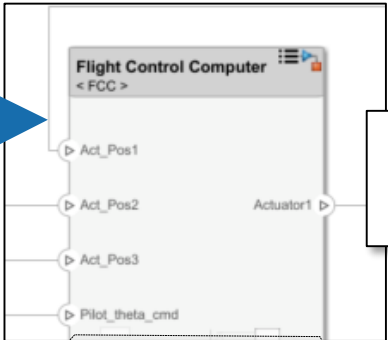 Flight Control Computer
< FCC >
Act_Pos1
Act_Pos2
Actuator1
Act_Pos3
Pilot_theta_cmd